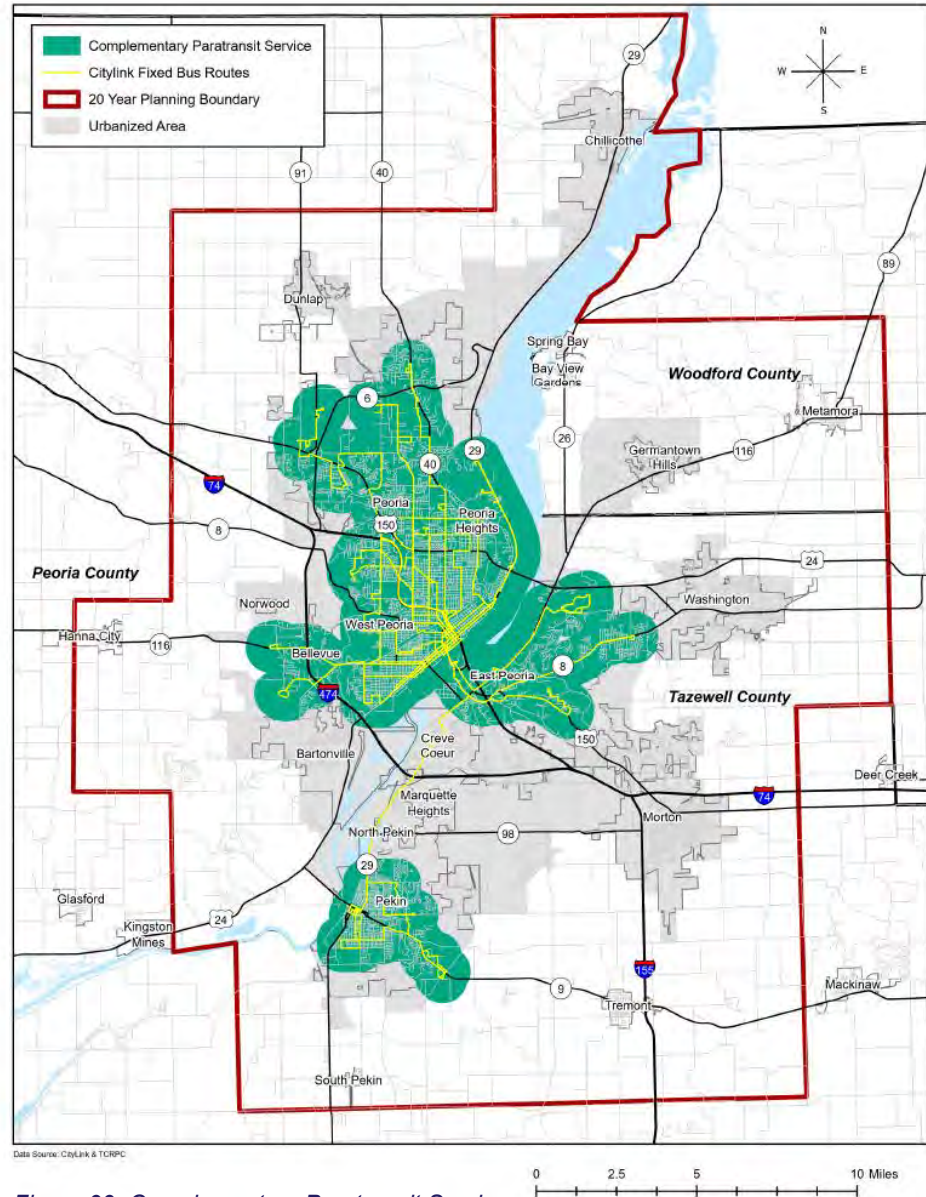 Complementary Paratransit Service
Citylink Fixed Bus Routes
20 Year Planning Boundary
Urbanized Area
N
W
E
S
29
Chillicothe
91
40
89
Dunlap
Spring Bay
Bay View
Gardens
Woodford County
Metamora
6
26
29
116
Germantown
Hills
40
74
Peoria
Peoria
Heights
150
8
24
Peoria County
Washington
Norwood
West Peoria
Hanna City
116
Bellevue
8
East Peoria
474
Tazewell County
150
Creve
Coeur
Bartonville
Deer Creek
74
Marquette
Heights
Morton
North Pekin
98
29
Glasford
Pekin
24
Kingston
Mines
155
9
Mackinaw
Tremont
South Pekin
Data Source: CityLink & TCRPC
0
2.5
5
10 Miles